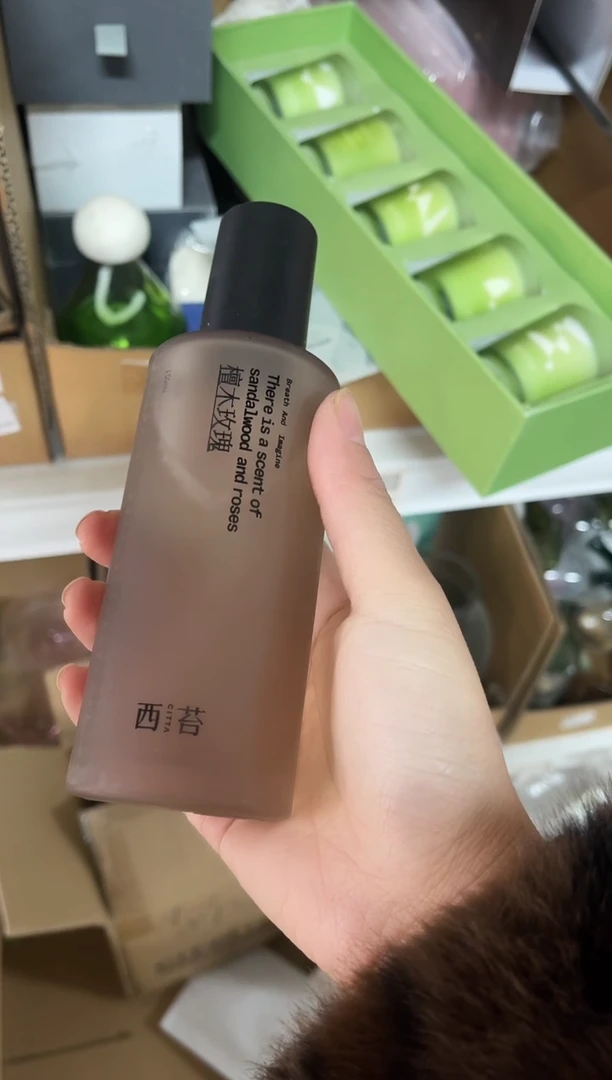 Breath And Imagine
There is a scent of
sandalwood and roses
檀木玫瑰
西
CITTA
苔